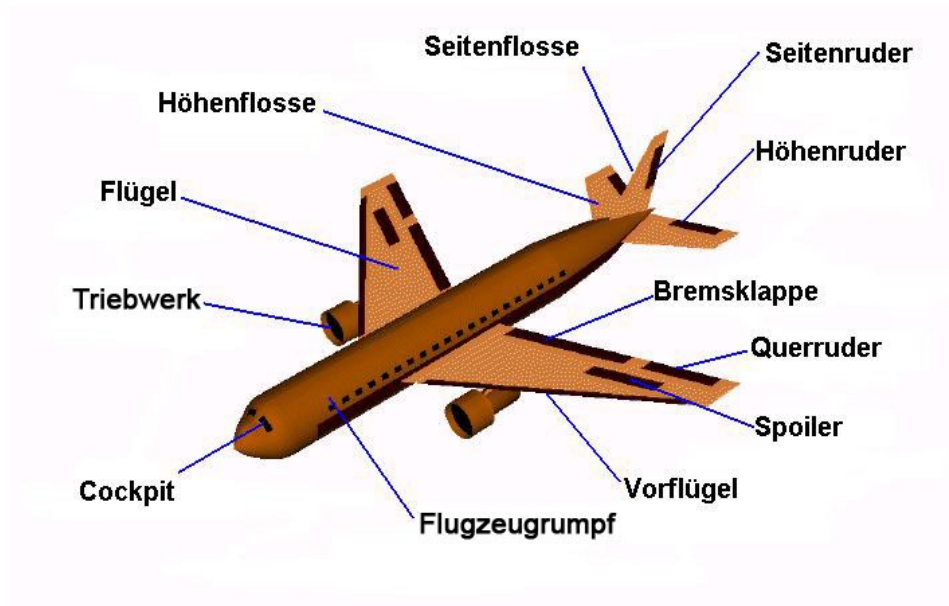 Seitenflosse
Seitenruder
Höhenflosse
Höhenruder
Flügel
Bremsklappe
Triebwerk
Querruder
Spoiler
Vorflügel
Cockpit
Flugzeugrumpf